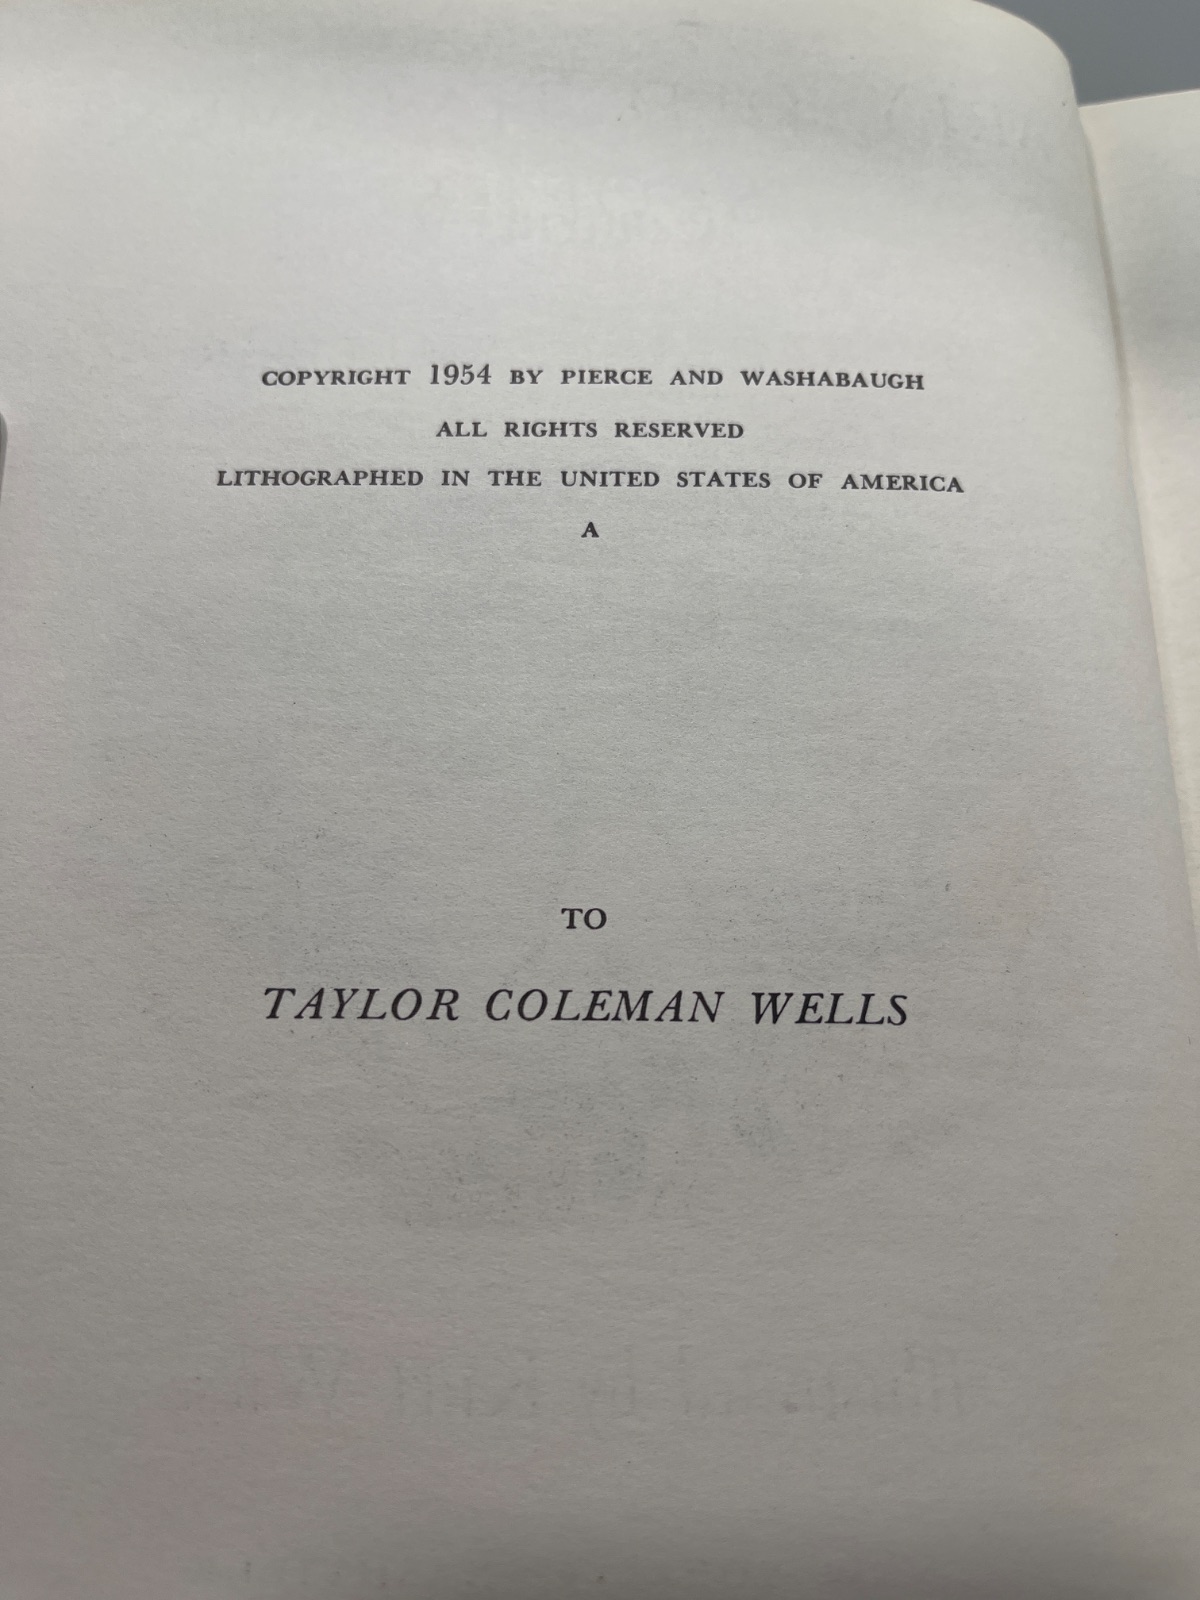 COPYRIGHT 1954 BY PIERCE AND WASHABAUGH
ALL RIGHTS RESERVED
LITHOGRAPHED IN THE UNITED STATES OF AMERICA
A
TO
TAYLOR COLEMAN WELLS